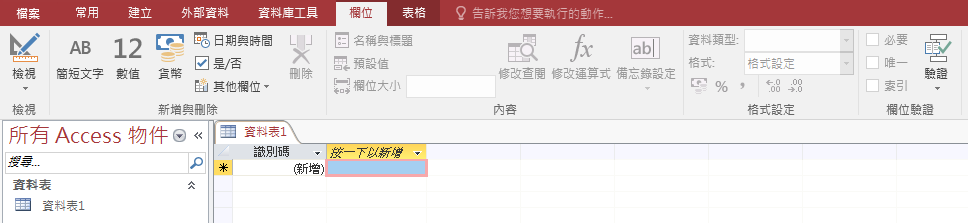 檔案 常用 建立 外部資料 資料庫工具 欄位 表格 告訴我您想要執行的動作...
檢視
AB
簡短文字
12
數值
貨幣
日期與時間
是/否
其他欄位
刪除
名稱與標題
預設值
欄位大小
修改查閱
fx
修改運算式
ab
備忘錄設定
資料類型:
格式: 格式設定
$ % , .00 .0
必要
唯一
索引
驗證
檢視 新增與刪除 內容 格式設定 欄位驗證
所有 Access 物件
搜尋...
資料表
資料表1
資料表1
識別碼 按一下以新增
(新增)